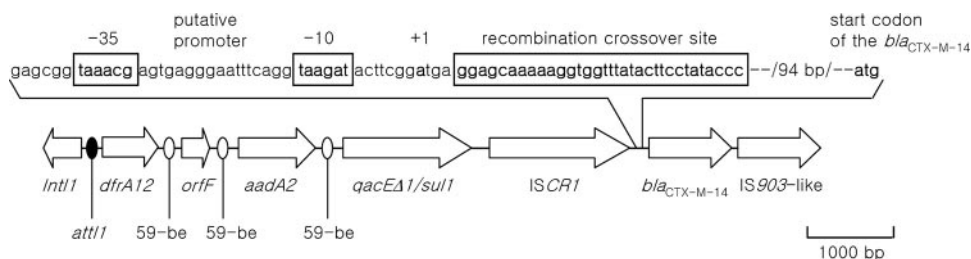 -35 putative promoter -10 +1 recombination crossover site start codon of the blaCTX-M-14
gagcgg taaacg agtgagggaatttcagg taagat acttcggatga ggagcaaaaaggtggtttatacttcctataccc --/94 bp/--atg
IntI1 dfrA12 orfF aadA2 qacEΔ1/sul1 ISCR1 blaCTX-M-14 IS903-like
attI1 59-be 59-be 59-be
1000 bp